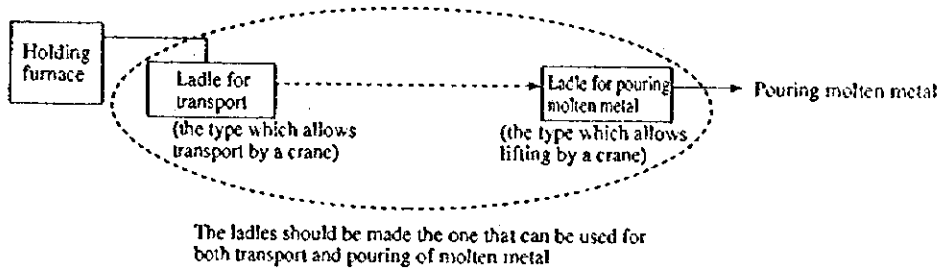 Holding
furnace
Ladle for
transport
(the type which allows
transport by a crane)
Ladle for pouring
molten metal
(the type which allows
lifting by a crane)
Pouring molten metal
The ladles should be made the one that can be used for
both transport and pouring of molten metal